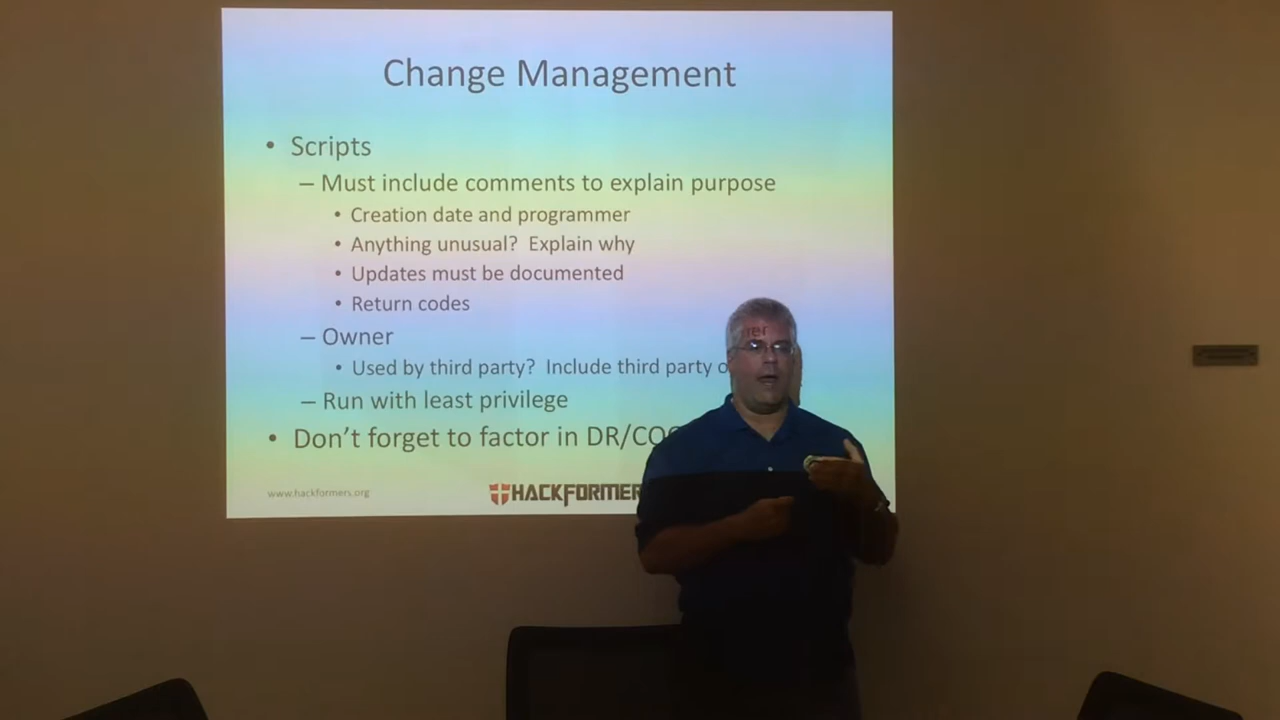 Change Management
• Scripts
– Must include comments to explain purpose
• Creation date and programmer
• Anything unusual? Explain why
• Updates must be documented
• Return codes
– Owner
• Used by third party? Include third party
– Run with least privilege
• Don't forget to factor in
www.hackformers.org
HACKFORMER